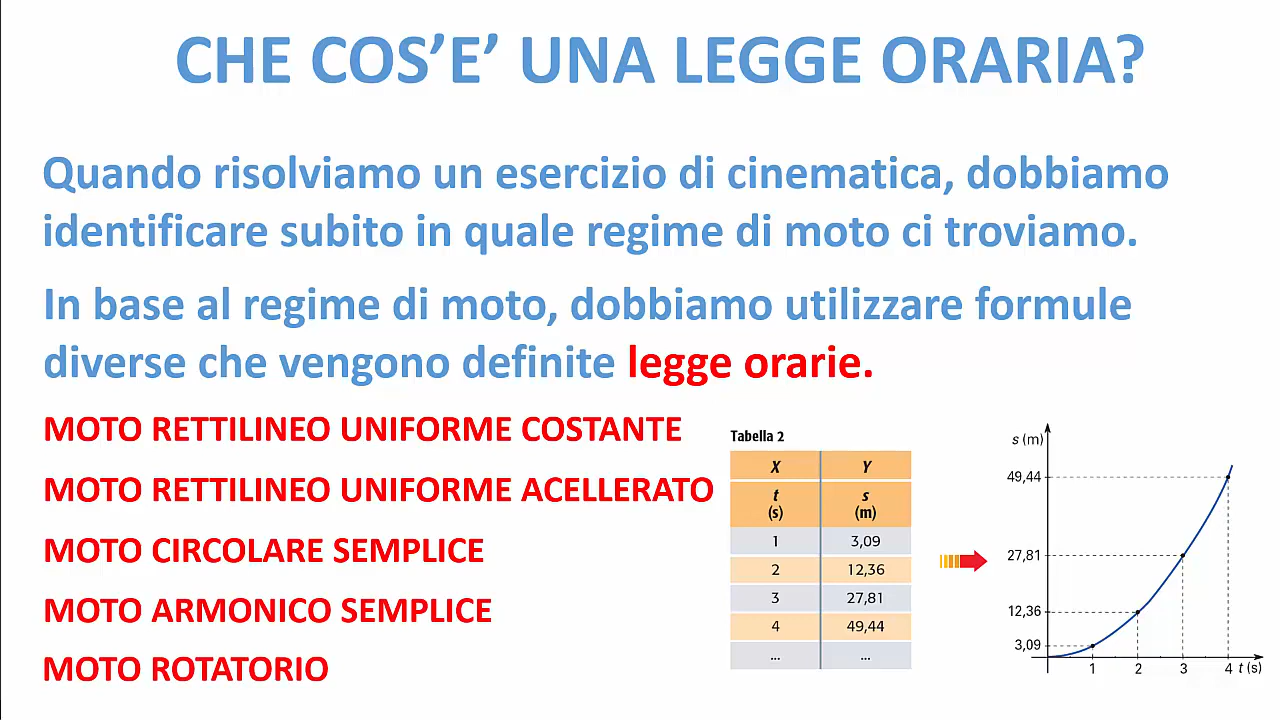 CHE COS’E’ UNA LEGGE ORARIA?
Quando risolviamo un esercizio di cinematica, dobbiamo
identificare subito in quale regime di moto ci troviamo.
In base al regime di moto, dobbiamo utilizzare formule
diverse che vengono definite legge orarie.
MOTO RETTILINEO UNIFORME COSTANTE
MOTO RETTILINEO UNIFORME ACELLERATO
MOTO CIRCOLARE SEMPLICE
MOTO ARMONICO SEMPLICE
MOTO ROTATORIO
Tabella 2
X Y
t s
(s) (m)
1 3,09
2 12,36
3 27,81
4 49,44
... ...
s (m)
49,44
27,81
12,36
3,09
1 2 3 4 t (s)